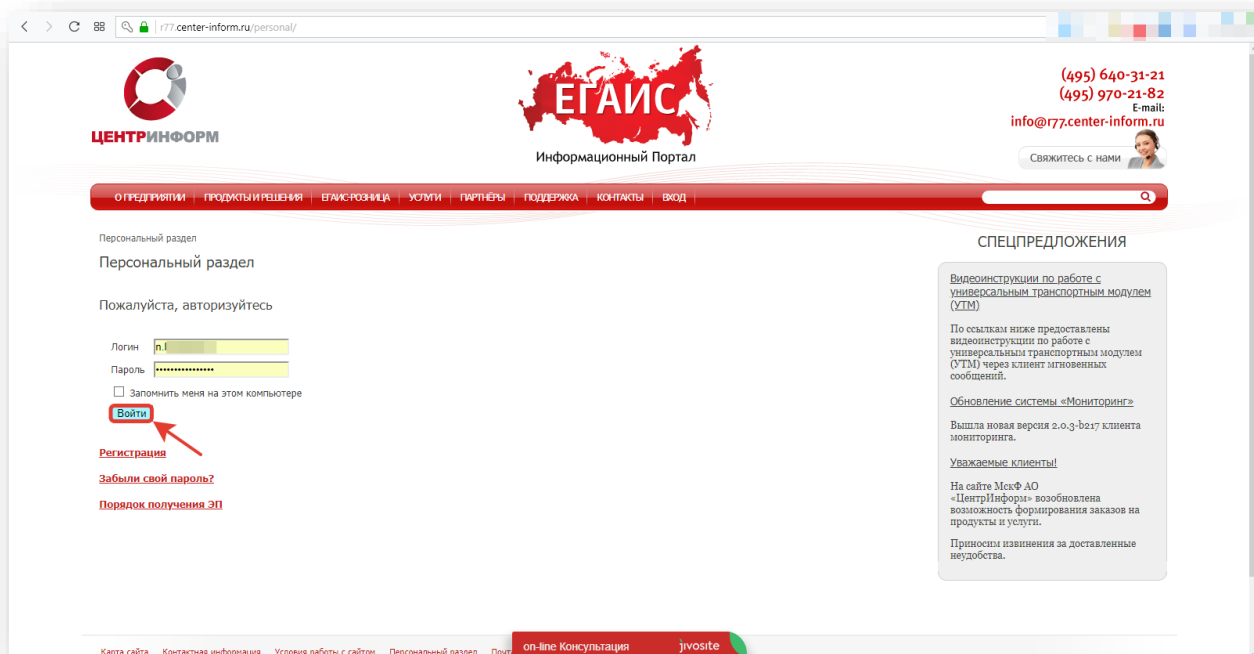 r77.center-inform.ru/personal/
ЦЕНТРИНФОРМ
ЕГАИС
Информационный Портал
(495) 640-31-21
(495) 970-21-82
E-mail:
info@r77.center-inform.ru
Свяжитесь с нами
О ПРЕДПРИЯТИИ ПРОДУКТЫ И РЕШЕНИЯ ЕГАИС-РОЗНИЦА УСЛУГИ ПАРТНЁРЫ ПОДДЕРЖКА КОНТАКТЫ ВХОД
Персональный раздел
Персональный раздел
Пожалуйста, авторизуйтесь
Логин n.l
Пароль
Запомнить меня на этом компьютере
Войти
Регистрация
Забыли свой пароль?
Порядок получения ЭП
СПЕЦПРЕДЛОЖЕНИЯ
Видеоинструкции по работе с
универсальным транспортным модулем
(УТМ)
По ссылкам ниже предоставлены
видеоинструкции по работе с
универсальным транспортным модулем
(УТМ) через клиент мгновенных
сообщений.
Обновление системы «Мониторинг»
Вышла новая версия 2.0.3-b217 клиента
мониторинга.
Уважаемые клиенты!
На сайте МскФ АО
«ЦентрИнформ» возобновлена
возможность формирования заказов на
продукты и услуги.
Приносим извинения за доставленные
неудобства.
Карта сайта Контактная информация Условия работы с сайтом Персональный раздел
on-line Консультация jivosite